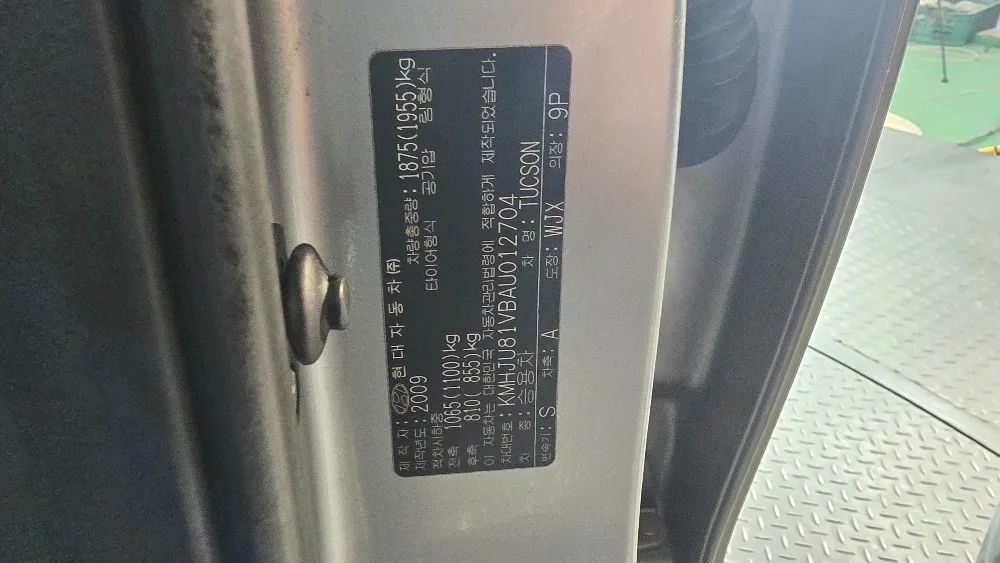 제 작 자: 현 대 자 동 차 (주)
제작년도: 2009 차량총중량: 1875(1955)kg
적차시하중 타이어형식 공기압 림형식
전축 1065(1100)kg
후축 810( 855)kg
이 자동차는 대한민국 자동차관리법령에 적합하게 제작되었습니다.
차대번호: KMHJU81VBAU012704
차 종: 승용차 차 명: TUCSON
변속기: S 차축: A 도장: WJX 의장: 9P